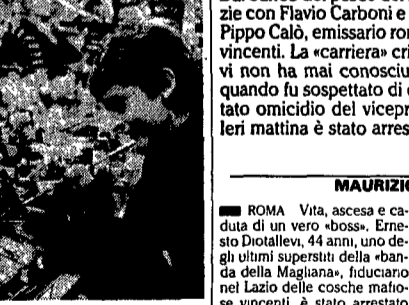 zie con Flavio Carboni e
Pippo Calò, emissario ro
vincenti. La «carriera» cri
vi non ha mai conosciu
quando fu sospettato di
tato omicidio del vicepr
Ieri mattina è stato arres
MAURIZIO
ROMA Vita, ascesa e ca-
duta di un vero «boss». Erne-
sto Diotallevi, 44 anni, uno de-
gli ultimi superstiti della «ban-
da della Magliana», fiduciario
nel Lazio delle cosche mafio-
se vincenti, è stato arrestato